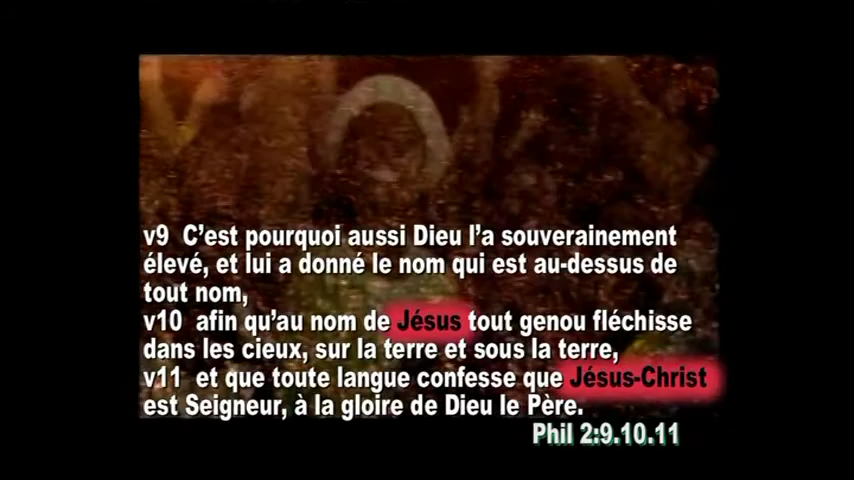 v9 C'est pourquoi aussi Dieu l'a souverainement
élevé, et lui a donné le nom qui est au-dessus de
tout nom,
v10 afin qu'au nom de Jésus tout genou fléchisse
dans les cieux, sur la terre et sous la terre,
v11 et que toute langue confesse que Jésus-Christ
est Seigneur, à la gloire de Dieu le Père.
Phil 2:9.10.11